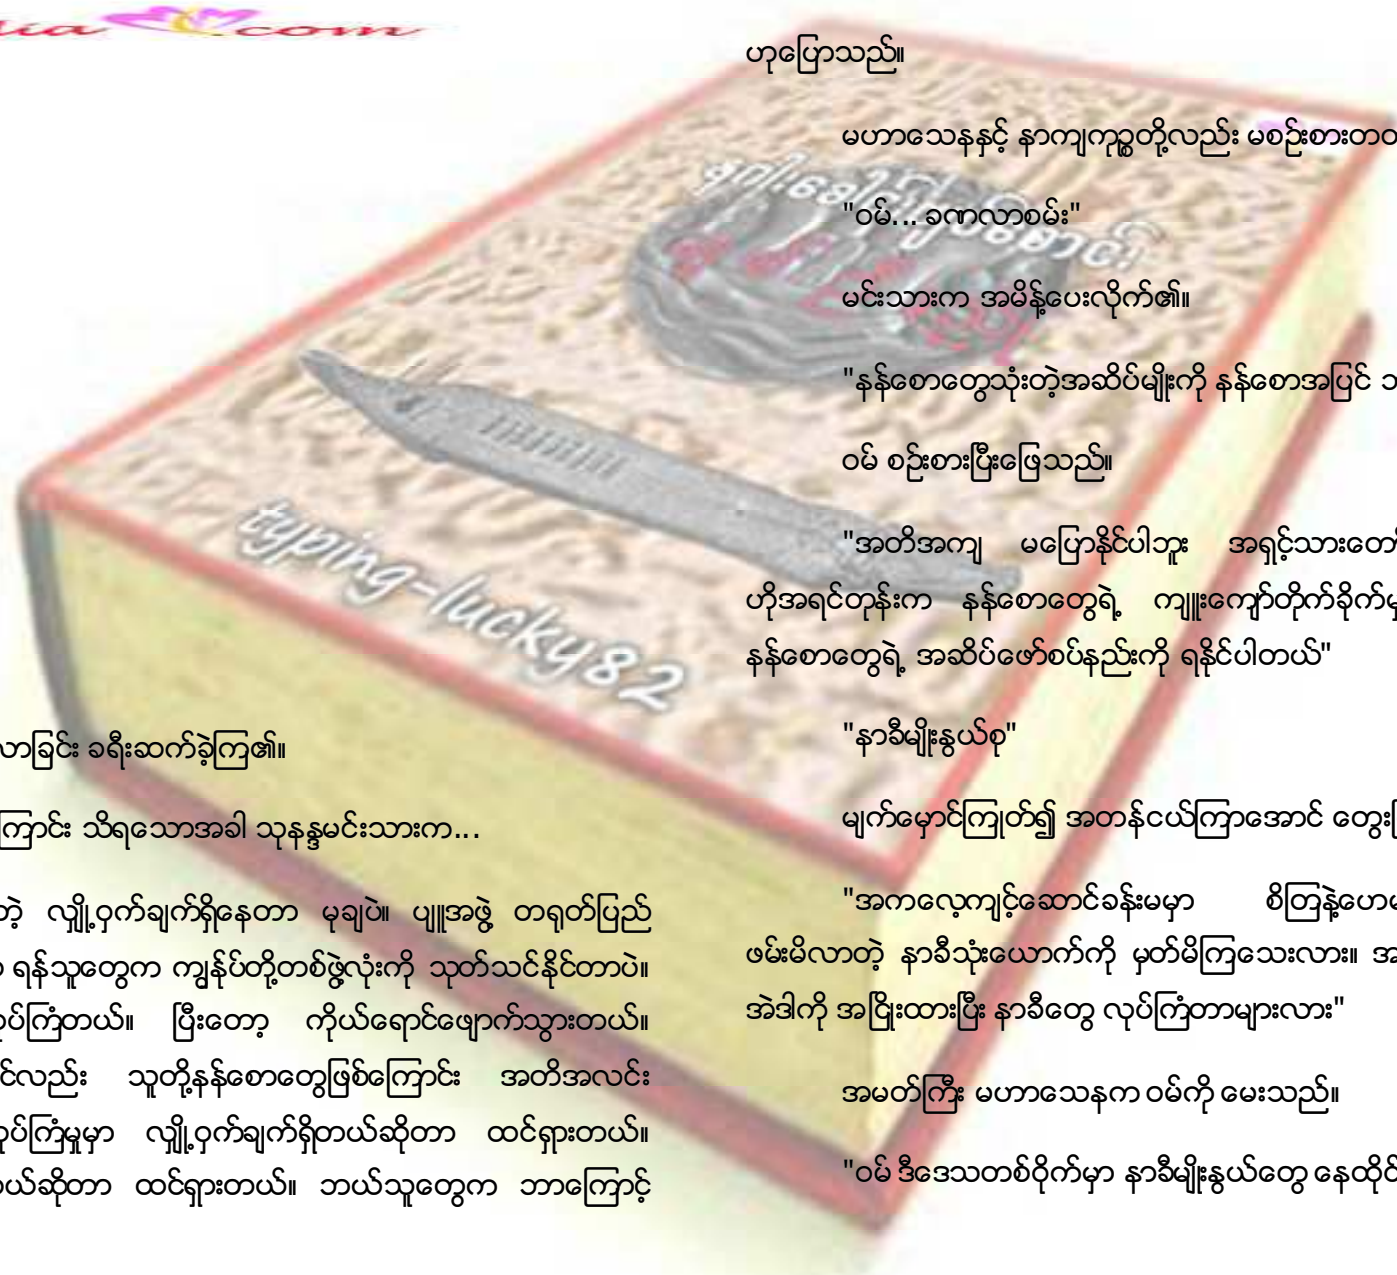 .com
လာခြင်း ခရီးဆက်ခဲ့ကြ၏။
ကြောင်း သိရသောအခါ သုနန္ဒမင်းသားက...
တဲ့ လျှို့ဝှက်ချက်ရှိနေတာ မုချပဲ။ ပျူအဖွဲ့ တရုတ်ပြည်
ရန်သူတွေက ကျွန်ုပ်တို့တစ်ဖွဲ့လုံးကို သုတ်သင်နိုင်တာပဲ။
လုပ်ကြံတယ်။ ပြီးတော့ ကိုယ်ရောင်ဖျောက်သွားတယ်။
င်လည်း သူတို့နန်စောတွေဖြစ်ကြောင်း အတိအလင်း
လုပ်ကြံမှုမှာ လျှို့ဝှက်ချက်ရှိတယ်ဆိုတာ ထင်ရှားတယ်။
ယ်ဆိုတာ ထင်ရှားတယ်။ ဘယ်သူတွေက ဘာကြောင့်
ဟုပြောသည်။
မဟာသေနနှင့် နာကျကုဉ္စတို့လည်း မစဉ်းစားတတ
"ဝမ်... ခဏလာစမ်း"
မင်းသားက အမိန့်ပေးလိုက်၏။
"နန်စောတွေသုံးတဲ့အဆိပ်မျိုးကို နန်စောအပြင်
ဝမ် စဉ်းစားပြီးဖြေသည်။
"အတိအကျ မပြောနိုင်ပါဘူး အရှင့်သားတော်
ဟိုအရင်တုန်းက နန်စောတွေရဲ့ ကျူးကျော်တိုက်ခိုက်မှ
နန်စောတွေရဲ့ အဆိပ်ဖော်စပ်နည်းကို ရနိုင်ပါတယ်"
"နာခီမျိုးနွယ်စု"
မျက်မှောင်ကြုတ်၍ အတန်ငယ်ကြာအောင် တွေး
"အကလေ့ကျင့်ဆောင်ခန်းမမှာ စိတြနဲ့ဟေမ
ဖမ်းမိလာတဲ့ နာခီသုံးယောက်ကို မှတ်မိကြသေးလား။ အ
အဲဒါကို အငြိုးထားပြီး နာခီတွေ လုပ်ကြံတာများလား"
အမတ်ကြီး မဟာသေနက ဝမ်ကို မေးသည်။
"ဝမ် ဒီဒေသတစ်ဝိုက်မှာ နာခီမျိုးနွယ်တွေ နေထိုင်
typing-lucky82